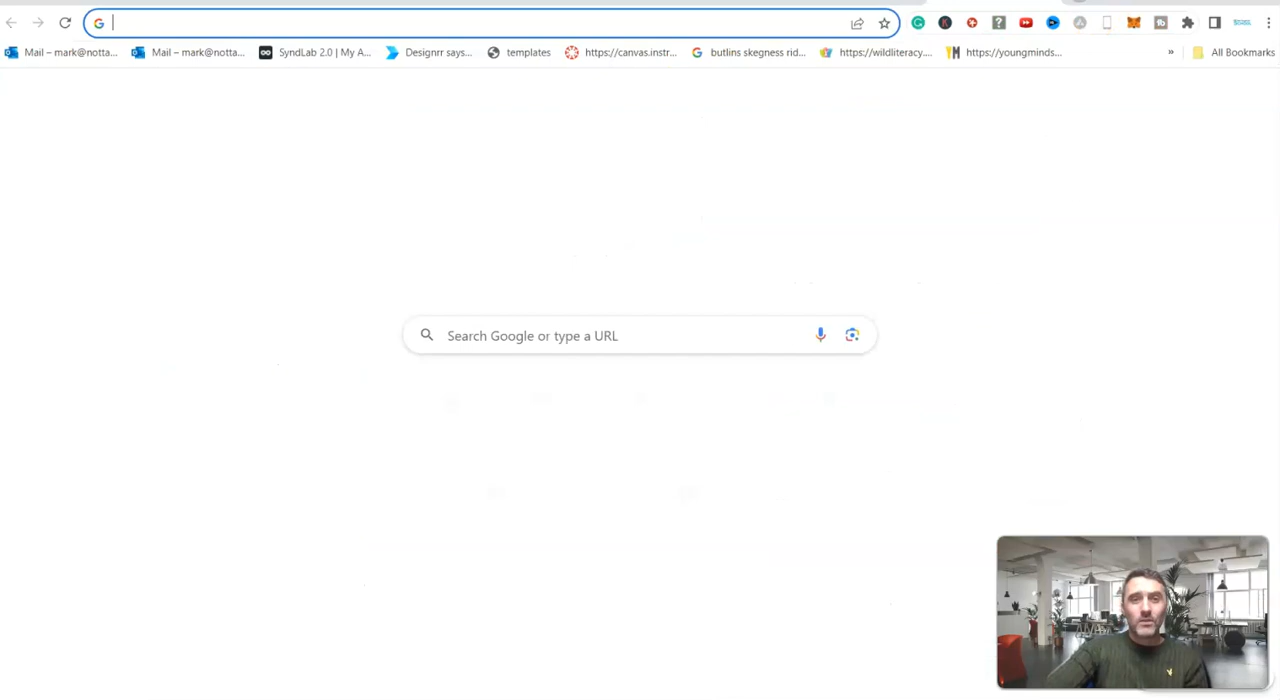 Mail – mark@notta... Mail – mark@notta... SyndLab 2.0 | My A... Designrr says... templates https://canvas.instr... butlins skegness rid... https://wildliteracy.... https://youngminds... » All Bookmarks
Search Google or type a URL